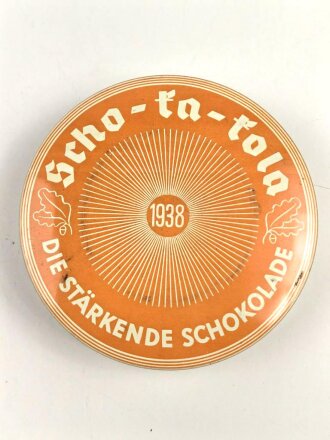 Scho-ka-kola
1938
DIE STÄRKENDE SCHOKOLADE